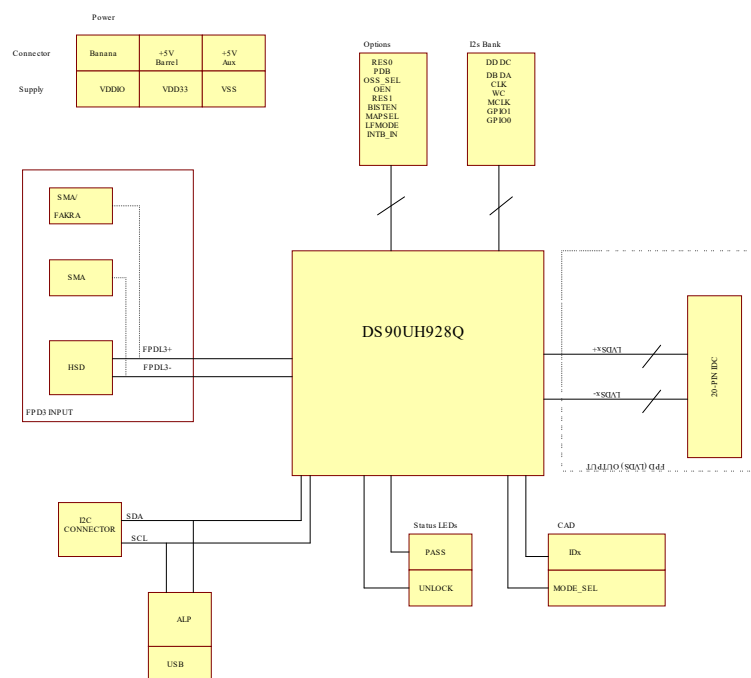 Power
Connector
Banana
+5V
Barrel
+5V
Aux
Supply
VDDIO
VDD33
VSS
Options
RES0
PDB
OSS_SEL
OEN
RES1
BISTEN
MAPSEL
LFMODE
INTB_IN
I2s Bank
DD DC
DB DA
CLK
WC
MCLK
GPIO1
GPIO0
SMA/
FAKRA
SMA
HSD
FPD3 INPUT
FPDL3+
FPDL3-
DS90UH928Q
LVDSx+
LVDSx-
20-PIN IDC
FPD (LVDS) OUTPUT
I2C
CONNECTOR
SDA
SCL
ALP
USB
Status LEDs
PASS
UNLOCK
CAD
IDx
MODE_SEL